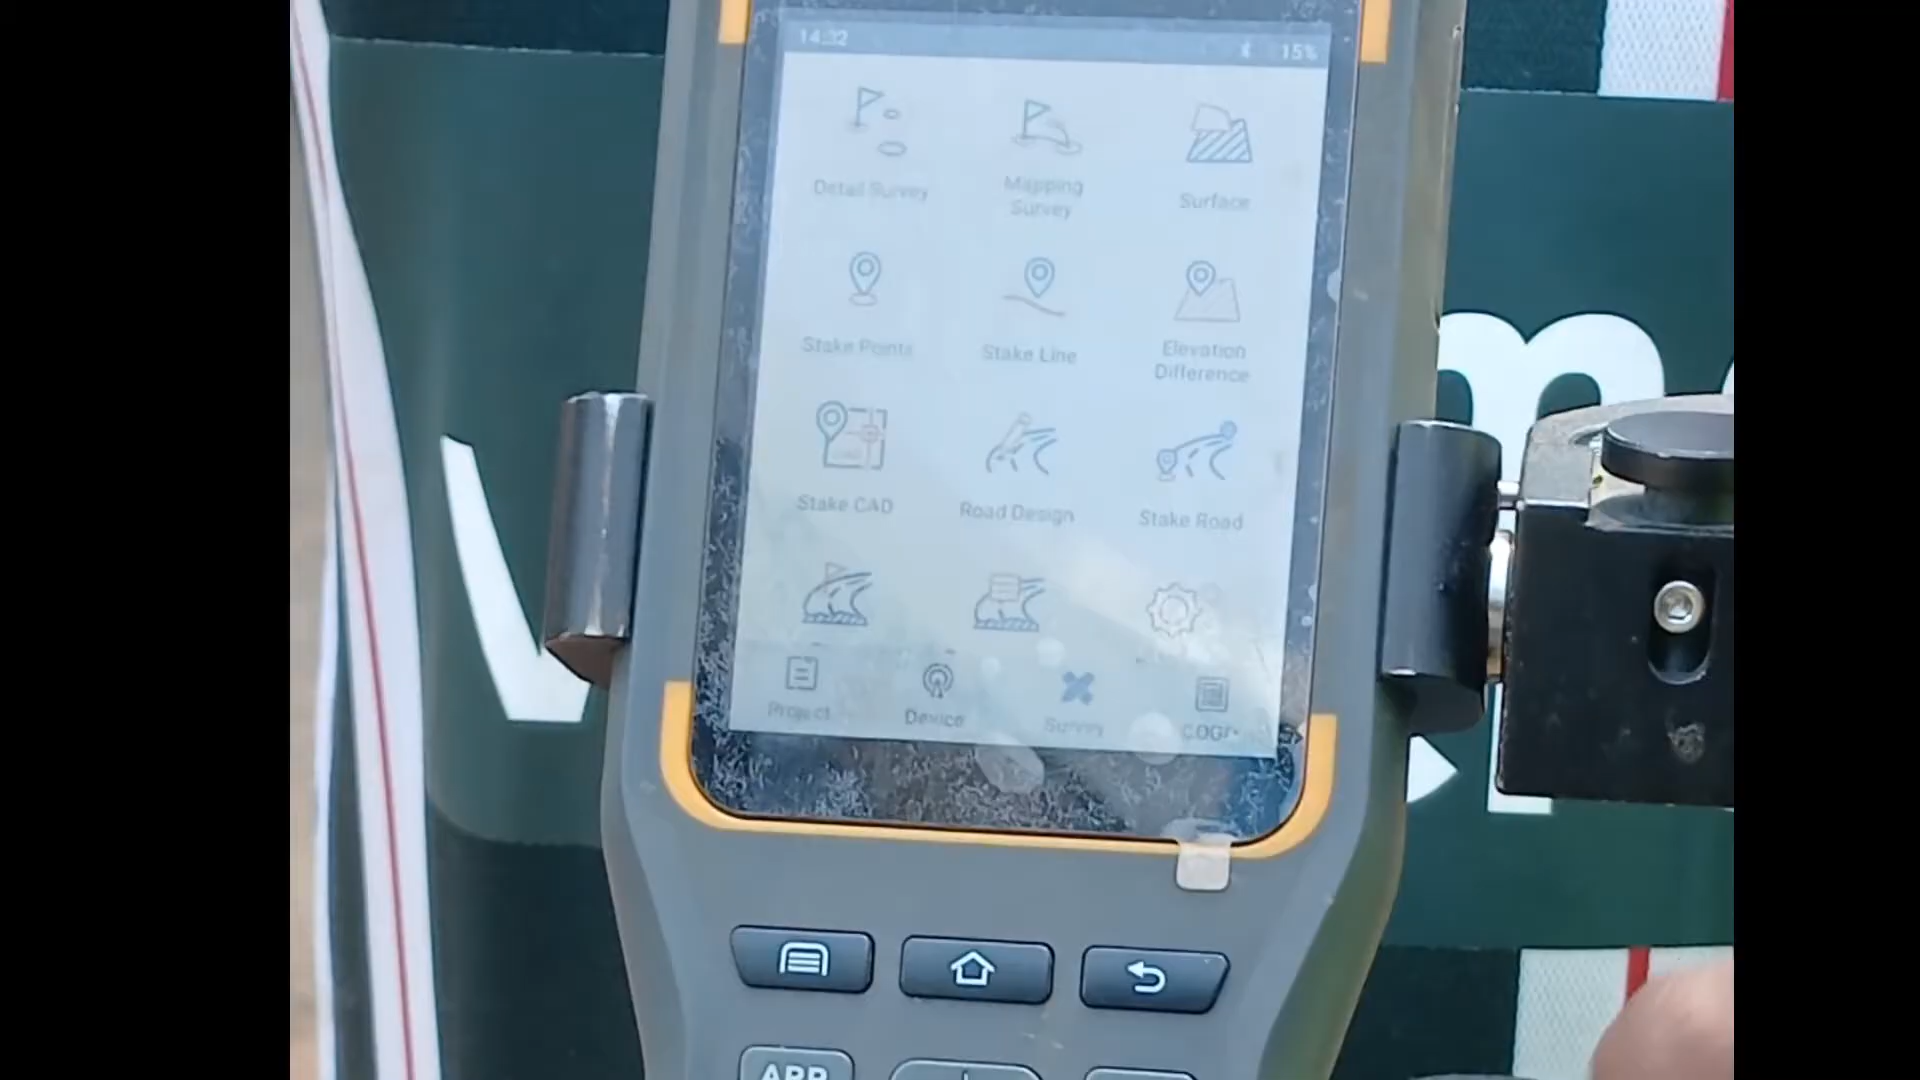 14:32 15%
Detail Survey
Mapping
Survey
Surface
Stake Points
Stake Line
Elevation
Difference
Stake CAD
Road Design
Stake Road
Project
Device
Survey
APP